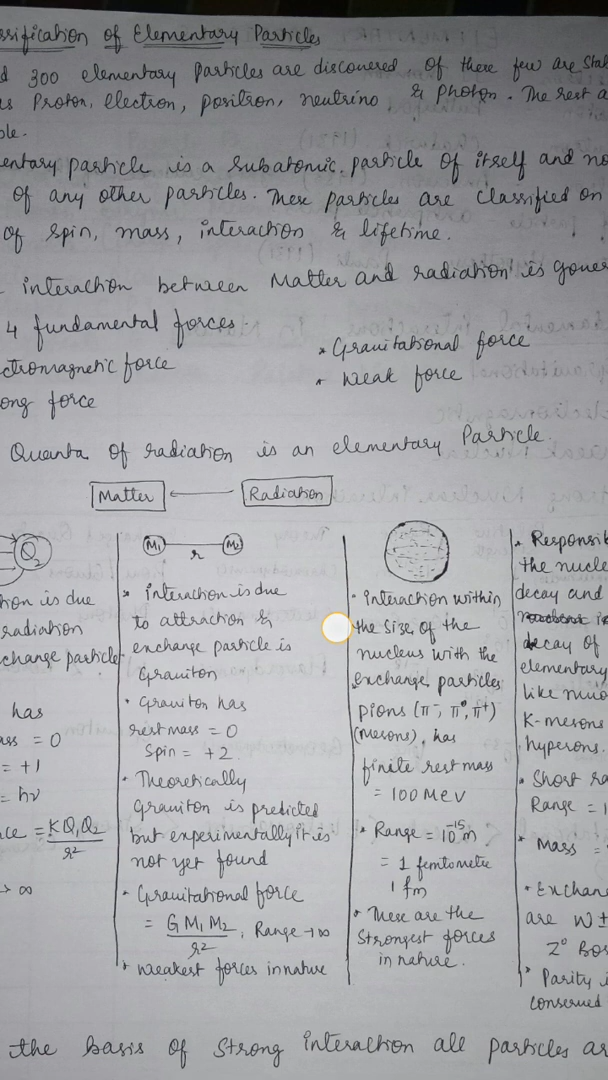 ssification of Elementary Particles
d 300 elementary particles are discovered, Of these few are Stab
as Proton, electron, positron, neutrino & Photon. The rest a
ble.
entary particle is a subatomic particle of itself and no
of any other particles. These particles are classified on
of spin, mass, interaction & lifetime.
interaction between Matter and radiation is gover
4 fundamental forces.
ctromagnetic force
ong force
* Gravitational force
* Weak force
Quanta of radiation is an elementary Particle.
Matter ← Radiation
Q2
tion is due
radiation
change particle
has
ass = 0
= +1
= hν
ce = KQ1Q2/r²
→ ∞
M1 M2
r
* interaction is due
to attraction &
exchange particle is
Graviton
• Graviton has
rest mass = 0
Spin = +2
• Theoretically
Graviton is predicted
but experimentally it is
not yet found
• Gravitational force
= GM1M2/r², Range → ∞
* weakest forces in nature
• interaction within
the size of the
nucleus with the
exchange particles
pions (π⁻, π⁰, π⁺)
(mesons), has
finite rest mass
= 100 MeV
• Range = 10⁻¹⁵m
= 1 femtometre
1 fm
• These are the
Strongest forces
in nature.
• Responsib
the nucle
decay and
decay of
elementary
like muo
K-mesons
hyperons.
• Short ra
Range = 1
• Mass =
• Exchan
are W±
Z⁰ Bos
• Parity i
conserved
the basis of Strong interaction all particles ar